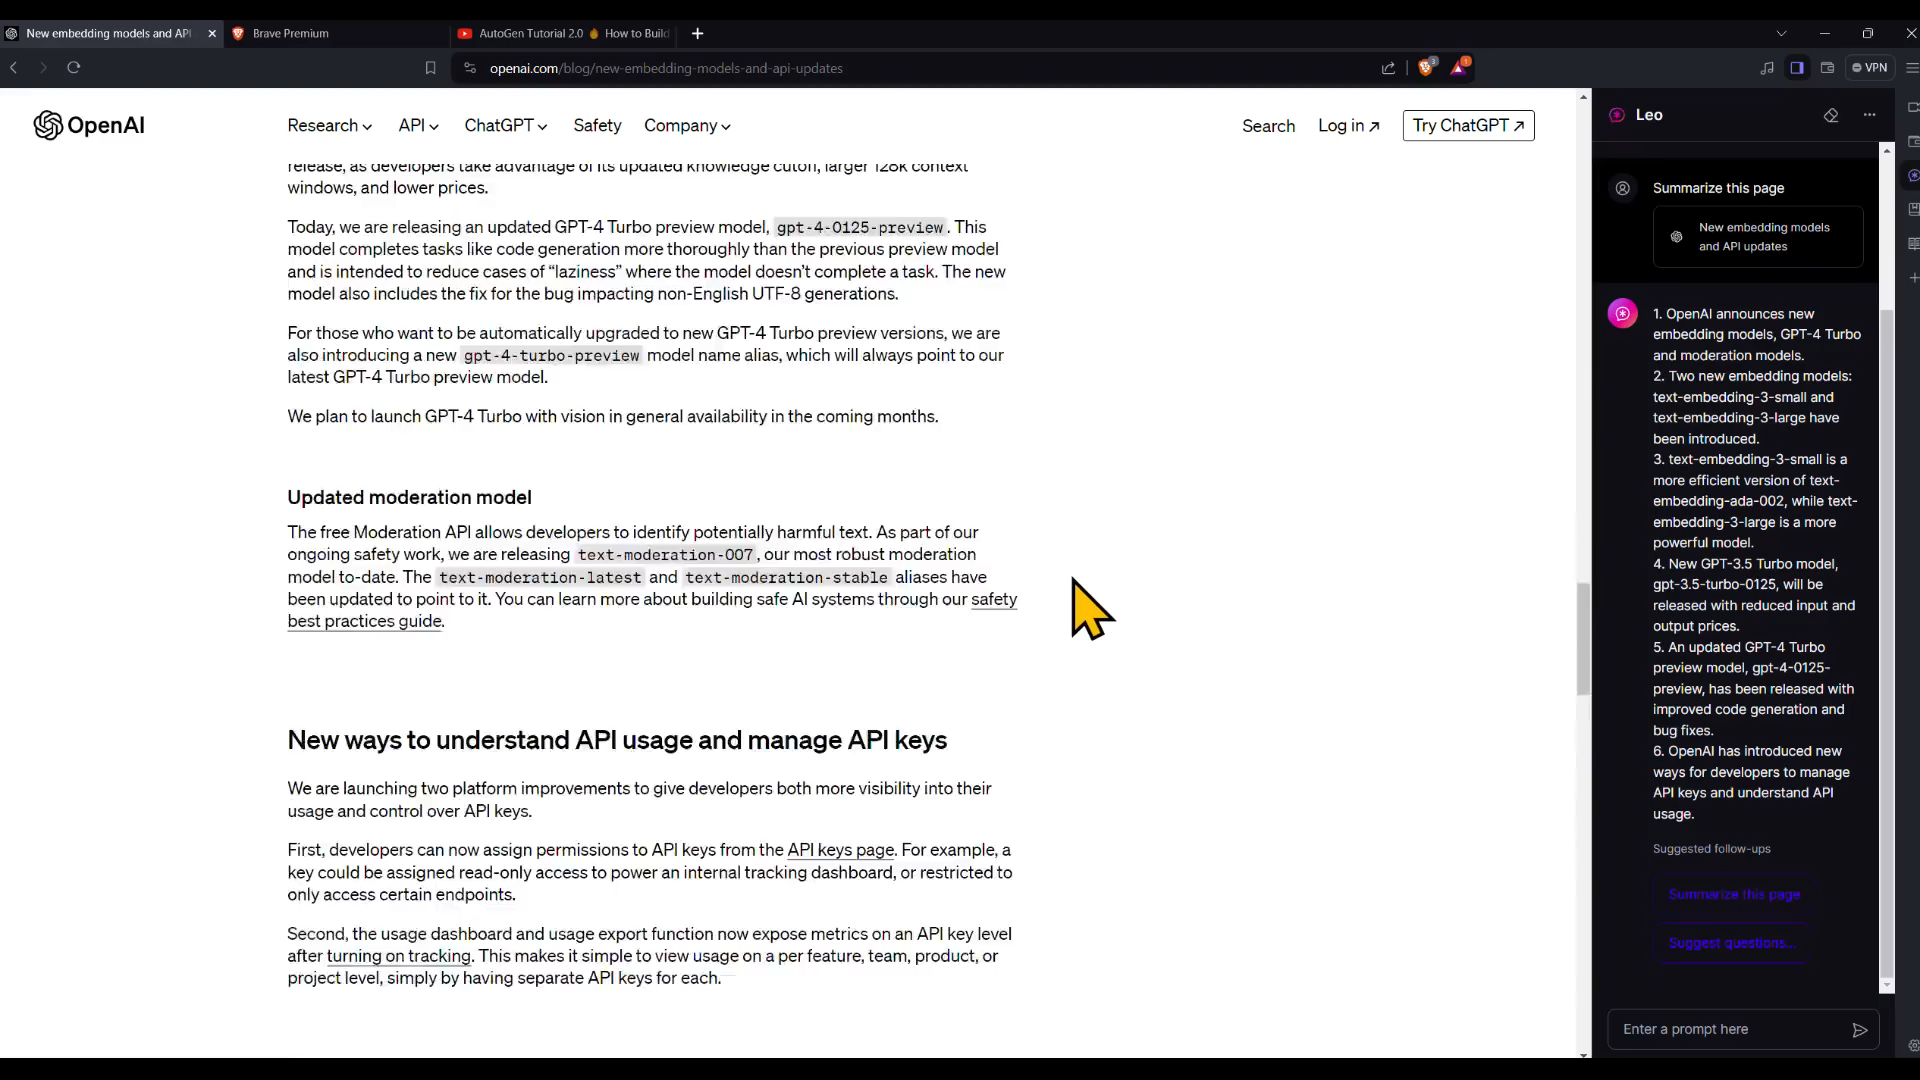 New embedding models and API
Brave Premium
AutoGen Tutorial 2.0 🔥 How to Build
openai.com/blog/new-embedding-models-and-api-updates
3
1
VPN
OpenAI
Research
API
ChatGPT
Safety
Company
Search
Log in ↗
Try ChatGPT ↗
release, as developers take advantage of its updated knowledge cutoff, larger 128k context
windows, and lower prices.
Today, we are releasing an updated GPT-4 Turbo preview model, gpt-4-0125-preview. This
model completes tasks like code generation more thoroughly than the previous preview model
and is intended to reduce cases of “laziness” where the model doesn’t complete a task. The new
model also includes the fix for the bug impacting non-English UTF-8 generations.
For those who want to be automatically upgraded to new GPT-4 Turbo preview versions, we are
also introducing a new gpt-4-turbo-preview model name alias, which will always point to our
latest GPT-4 Turbo preview model.
We plan to launch GPT-4 Turbo with vision in general availability in the coming months.
Updated moderation model
The free Moderation API allows developers to identify potentially harmful text. As part of our
ongoing safety work, we are releasing text-moderation-007, our most robust moderation
model to-date. The text-moderation-latest and text-moderation-stable aliases have
been updated to point to it. You can learn more about building safe AI systems through our safety
best practices guide.
New ways to understand API usage and manage API keys
We are launching two platform improvements to give developers both more visibility into their
usage and control over API keys.
First, developers can now assign permissions to API keys from the API keys page. For example, a
key could be assigned read-only access to power an internal tracking dashboard, or restricted to
only access certain endpoints.
Second, the usage dashboard and usage export function now expose metrics on an API key level
after turning on tracking. This makes it simple to view usage on a per feature, team, product, or
project level, simply by having separate API keys for each.
Leo
Summarize this page
New embedding models
and API updates
1. OpenAI announces new
embedding models, GPT-4 Turbo
and moderation models.
2. Two new embedding models:
text-embedding-3-small and
text-embedding-3-large have
been introduced.
3. text-embedding-3-small is a
more efficient version of text-
embedding-ada-002, while text-
embedding-3-large is a more
powerful model.
4. New GPT-3.5 Turbo model,
gpt-3.5-turbo-0125, will be
released with reduced input and
output prices.
5. An updated GPT-4 Turbo
preview model, gpt-4-0125-
preview, has been released with
improved code generation and
bug fixes.
6. OpenAI has introduced new
ways for developers to manage
API keys and understand API
usage.
Suggested follow-ups
Summarize this page
Suggest questions...
Enter a prompt here